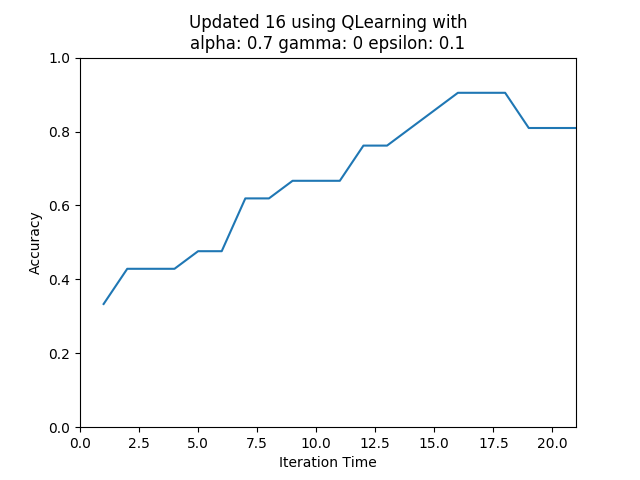 Updated 16 using QLearning with
alpha: 0.7 gamma: 0 epsilon: 0.1
1.0
0.8
0.6
0.4
0.2
0.0
Accuracy
0.0 2.5 5.0 7.5 10.0 12.5 15.0 17.5 20.0
Iteration Time